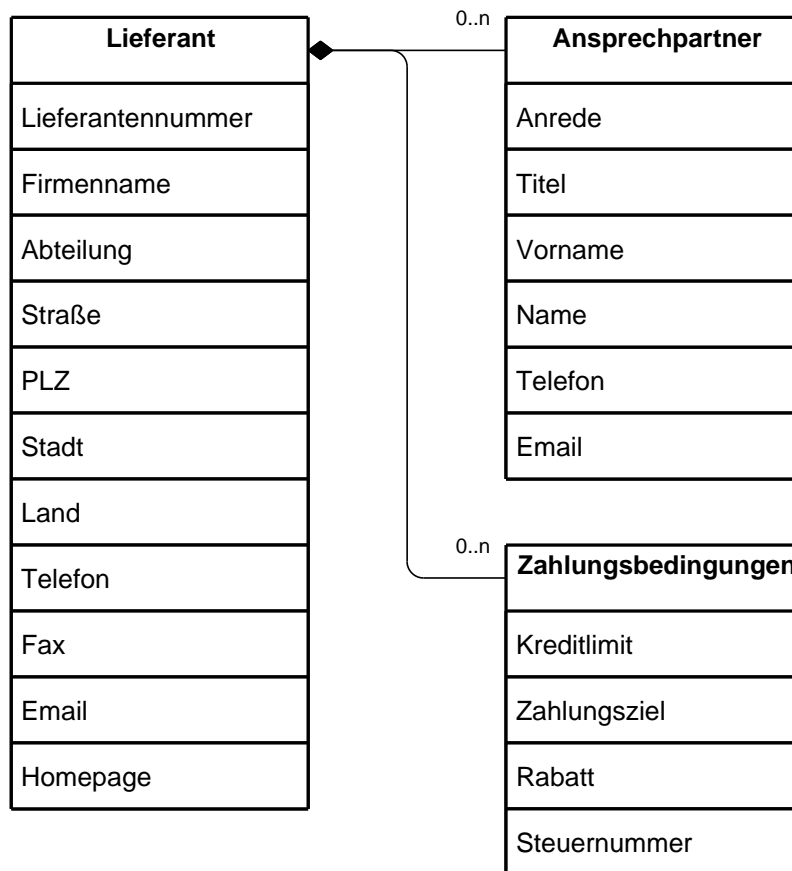 Lieferant
Lieferantennummer
Firmenname
Abteilung
Straße
PLZ
Stadt
Land
Telefon
Fax
Email
Homepage
0..n
Ansprechpartner
Anrede
Titel
Vorname
Name
Telefon
Email
0..n
Zahlungsbedingungen
Kreditlimit
Zahlungsziel
Rabatt
Steuernummer